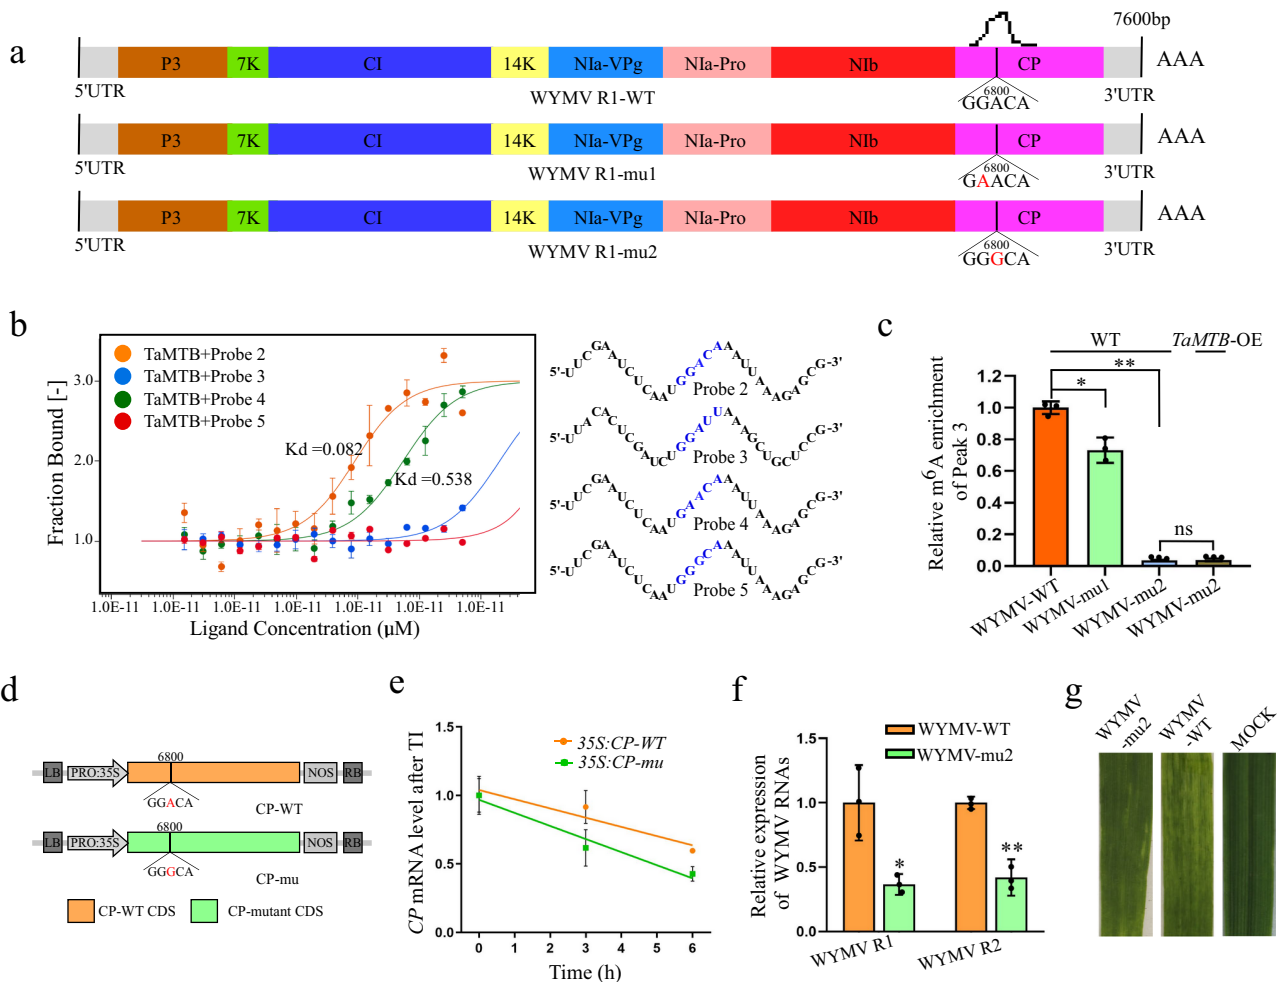 a
7600bp
P3 7K CI 14K NIa-VPg NIa-Pro NIb CP AAA
5'UTR WYMV R1-WT 6800 3'UTR
GGACA
P3 7K CI 14K NIa-VPg NIa-Pro NIb CP AAA
5'UTR WYMV R1-mu1 6800 3'UTR
GAACA
P3 7K CI 14K NIa-VPg NIa-Pro NIb CP AAA
5'UTR WYMV R1-mu2 6800 3'UTR
GGGCA
b
Fraction Bound [-]
3.0
2.0
1.0
TaMTB+Probe 2
TaMTB+Probe 3
TaMTB+Probe 4
TaMTB+Probe 5
Kd =0.082
Kd =0.538
1.0E-11 1.0E-11 1.0E-11 1.0E-11 1.0E-11 1.0E-11 1.0E-11
Ligand Concentration (µM)
5'-UUCGAAUCUCAAUGGACAAAUUAAGAGCG-3'
Probe 2
Probe 3
5'-UUCGAAUCUCAAUGAACAAAUUAAGAGCG-3'
Probe 4
5'-UUCGAAUCUCAAUGGGCAAAUUAAGAGCG-3'
Probe 5
c
WT TaMTB-OE
**
*
ns
Relative m6A enrichment
of Peak 3
1.2
1.0
0.8
0.6
0.4
0.2
0.0
WYMV-WT WYMV-mu1 WYMV-mu2 WYMV-mu2
d
6800
LB PRO:35S NOS RB
GGACA CP-WT
6800
LB PRO:35S NOS RB
GGGCA CP-mu
CP-WT CDS CP-mutant CDS
e
CP mRNA level after TI
1.5
1.0
0.5
0.0
35S:CP-WT
35S:CP-mu
0 1 2 3 4 5 6
Time (h)
f
Relative expression
of WYMV RNAs
1.5
1.0
0.5
0.0
WYMV-WT
WYMV-mu2
*
**
WYMV R1 WYMV R2
g
WYMV
-mu2
WYMV
-WT
MOCK